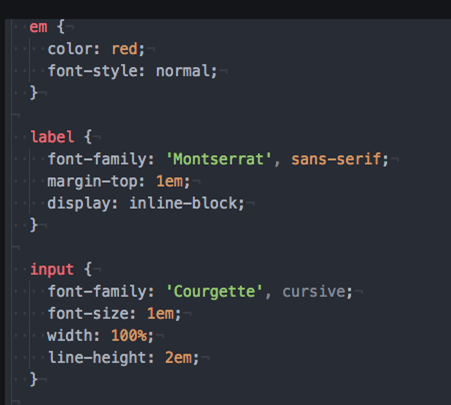 em {
color: red;
font-style: normal;
}
label {
font-family: 'Montserrat', sans-serif;
margin-top: 1em;
display: inline-block;
}
input {
font-family: 'Courgette', cursive;
font-size: 1em;
width: 100%;
line-height: 2em;
}